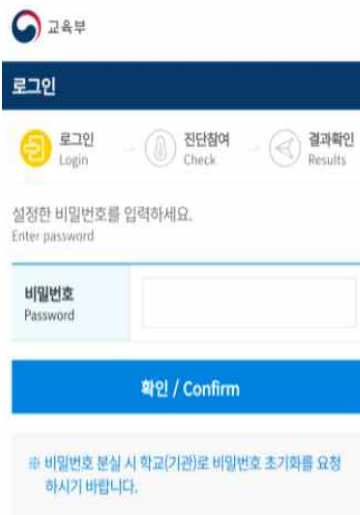 교육부
로그인
로그인
Login
진단참여
Check
결과확인
Results
설정한 비밀번호를 입력하세요.
Enter password
비밀번호
Password
확인 / Confirm
※ 비밀번호 분실 시 학교(기관)로 비밀번호 초기화를 요청
하시기 바랍니다.